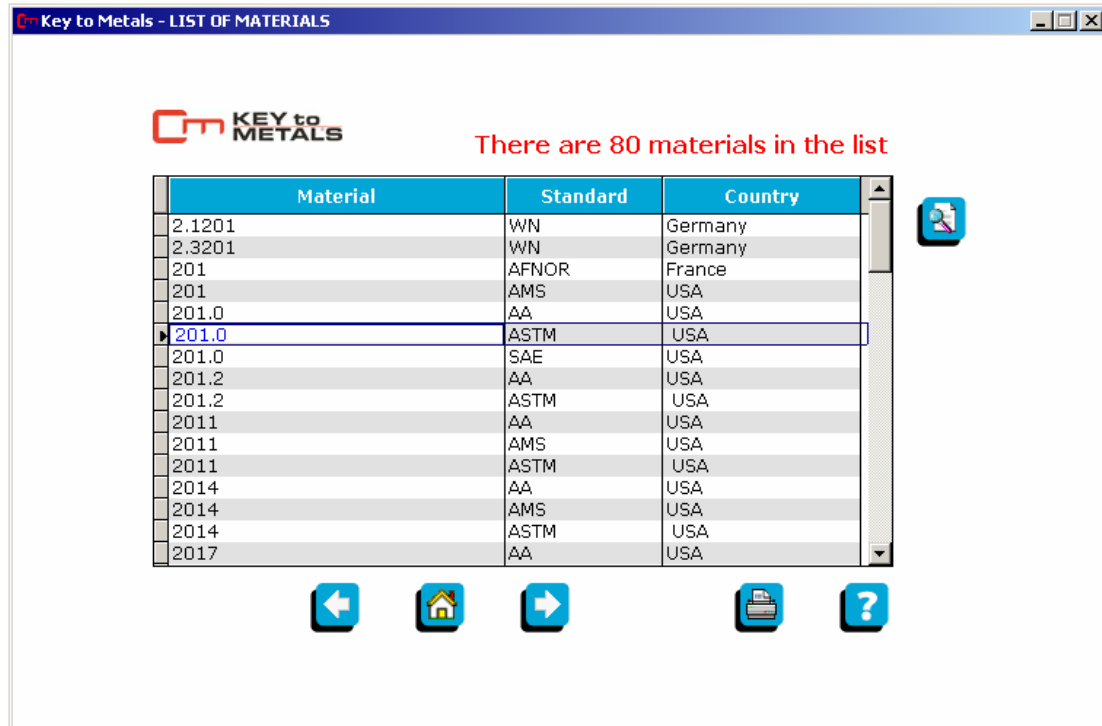 Key to Metals - LIST OF MATERIALS
KEY to
METALS
There are 80 materials in the list
Material Standard Country
2.1201 WN Germany
2.3201 WN Germany
201 AFNOR France
201 AMS USA
201.0 AA USA
201.0 ASTM USA
201.0 SAE USA
201.2 AA USA
201.2 ASTM USA
2011 AA USA
2011 AMS USA
2011 ASTM USA
2014 AA USA
2014 AMS USA
2014 ASTM USA
2017 AA USA
?